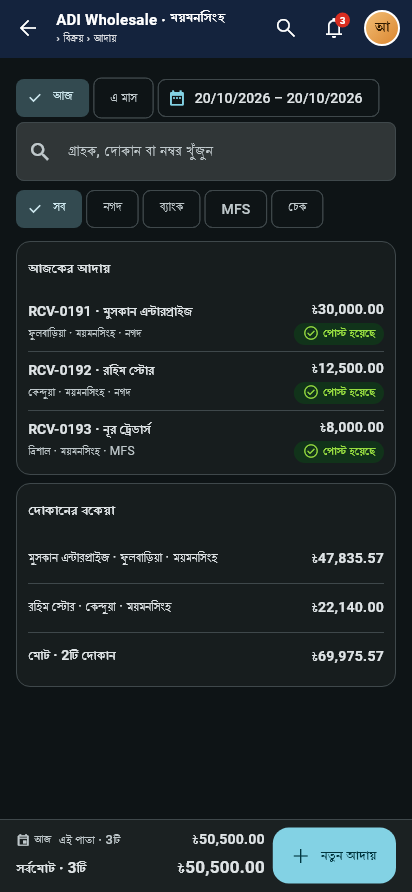 ADI Wholesale · ময়মনসিংহ
› বিক্রয় › আদায়
3
আ
আজ
এ মাস
20/10/2026 – 20/10/2026
গ্রাহক, দোকান বা নম্বর খুঁজুন
সব
নগদ
ব্যাংক
MFS
চেক
আজকের আদায়
RCV-0191 · মুসকান এন্টারপ্রাইজ
৳30,000.00
ফুলবাড়িয়া · ময়মনসিংহ · নগদ
পোস্ট হয়েছে
RCV-0192 · রহিম স্টোর
৳12,500.00
কেন্দুয়া · ময়মনসিংহ · নগদ
পোস্ট হয়েছে
RCV-0193 · নূর ট্রেডার্স
৳8,000.00
ত্রিশাল · ময়মনসিংহ · MFS
পোস্ট হয়েছে
দোকানের বকেয়া
মুসকান এন্টারপ্রাইজ · ফুলবাড়িয়া · ময়মনসিংহ
৳47,835.57
রহিম স্টোর · কেন্দুয়া · ময়মনসিংহ
৳22,140.00
মোট · 2টি দোকান
৳69,975.57
আজ এই পাতা · 3টি
৳50,500.00
সর্বমোট · 3টি
৳50,500.00
নতুন আদায়